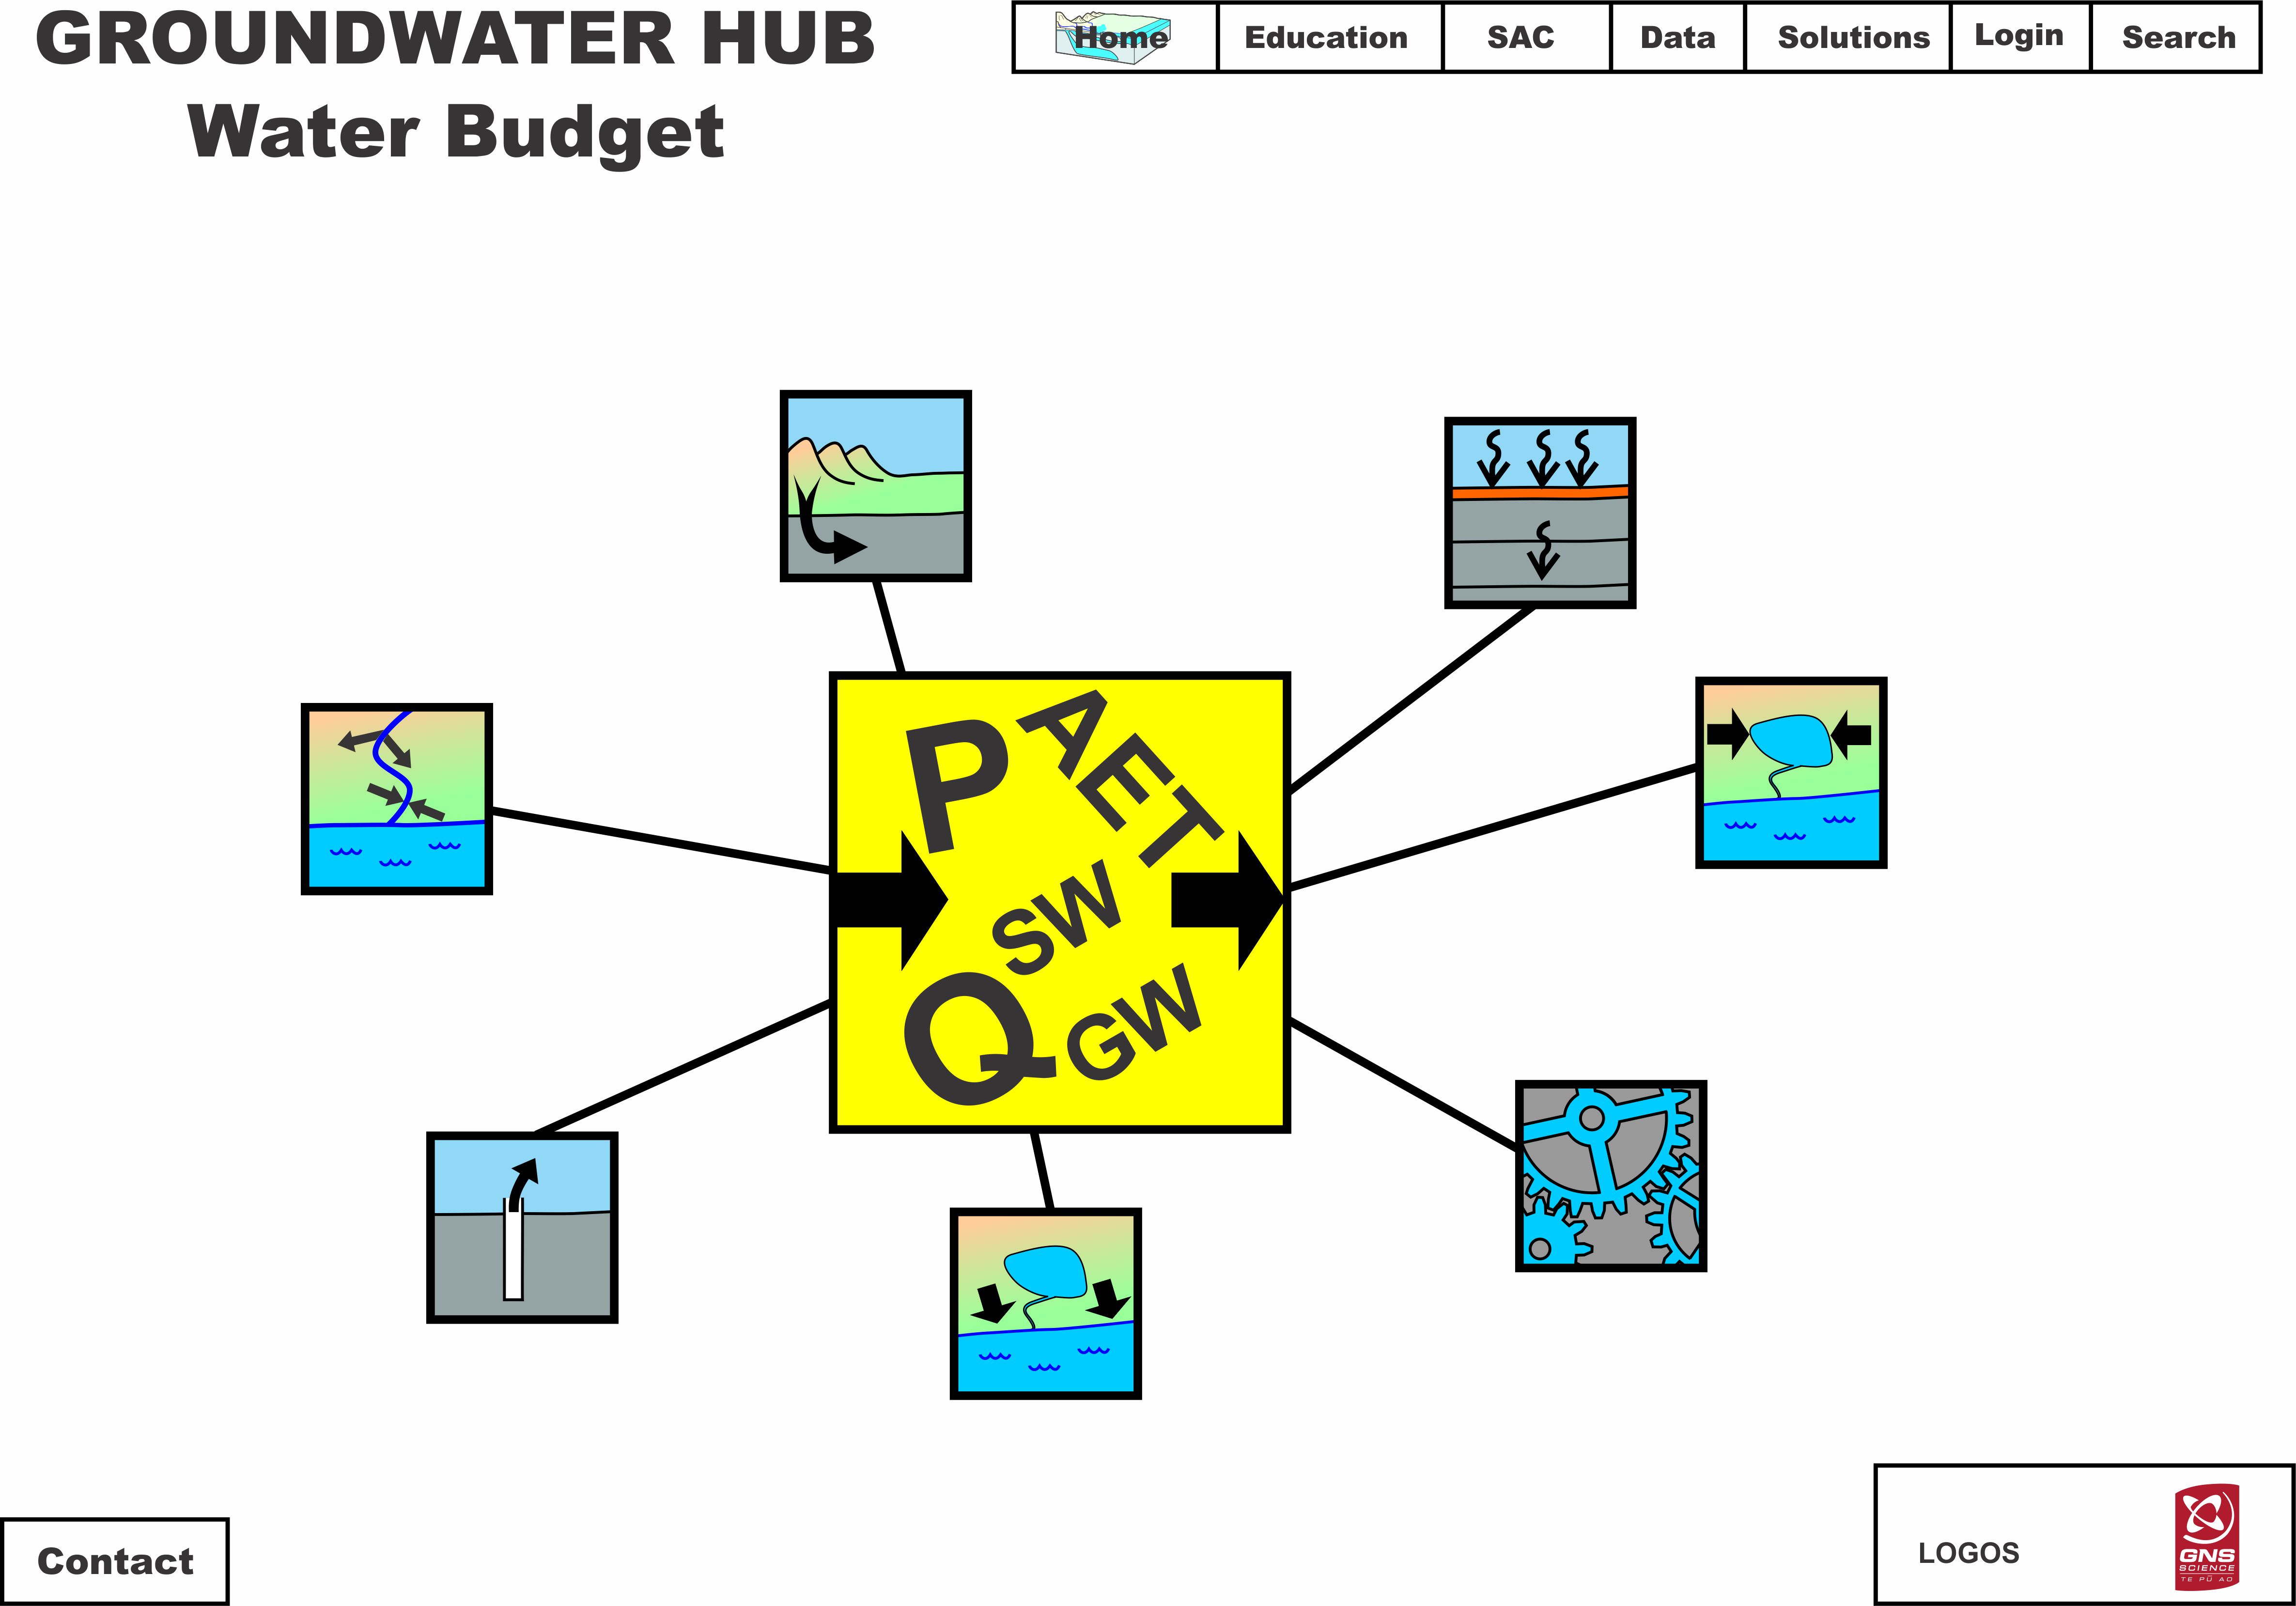 GROUNDWATER HUB
Water Budget
Home
Education
SAC
Data
Solutions
Login
Search
P
AET
SW
Q
GW
Contact
LOGOS
GNS
SCIENCE
TE PŪ AO